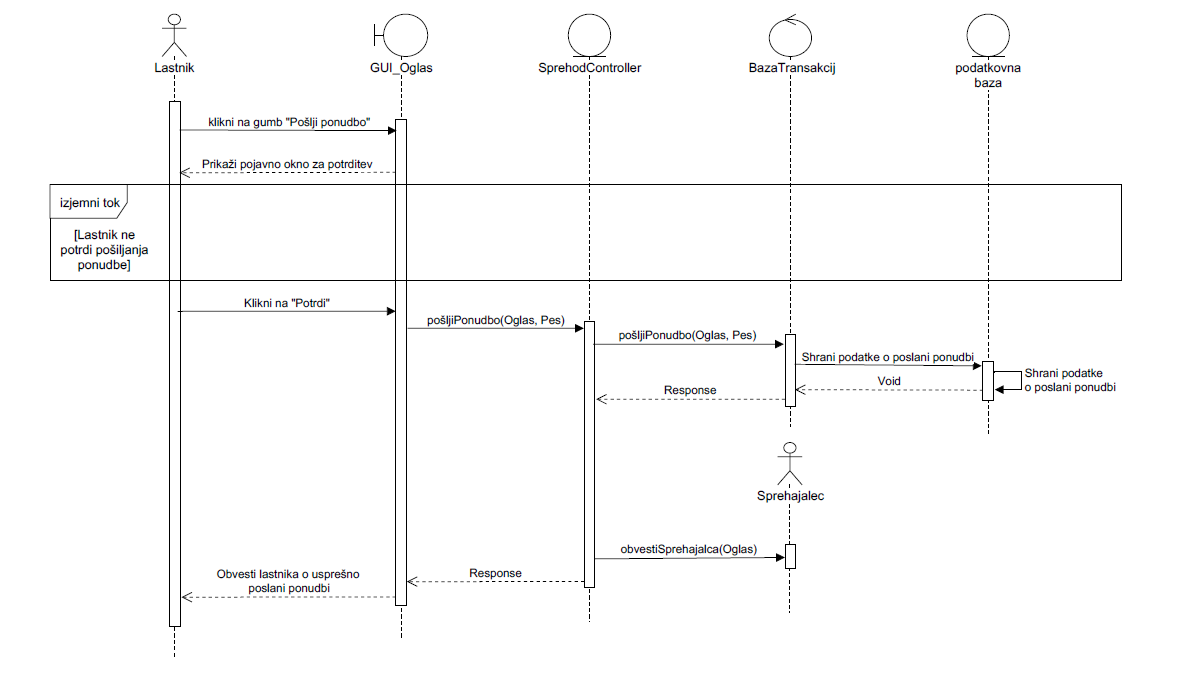 Lastnik
GUI_Oglas
SprehodController
BazaTransakcij
podatkovna
baza
klikni na gumb "Pošlji ponudbo"
Prikaži pojavno okno za potrditev
izjemni tok
[Lastnik ne
potrdi pošiljanja
ponudbe]
Klikni na "Potrdi"
pošljiPonudbo(Oglas, Pes)
pošljiPonudbo(Oglas, Pes)
Shrani podatke o poslani ponudbi
Shrani podatke
o poslani ponudbi
Void
Response
Sprehajalec
obvestiSprehajalca(Oglas)
Response
Obvesti lastnika o usprešno
poslani ponudbi